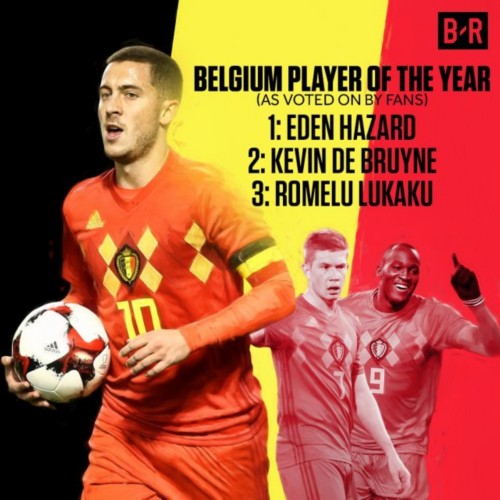 B-R
BELGIUM PLAYER OF THE YEAR
(AS VOTED ON BY FANS)
1: EDEN HAZARD
2: KEVIN DE BRUYNE
3: ROMELU LUKAKU
10
7
9